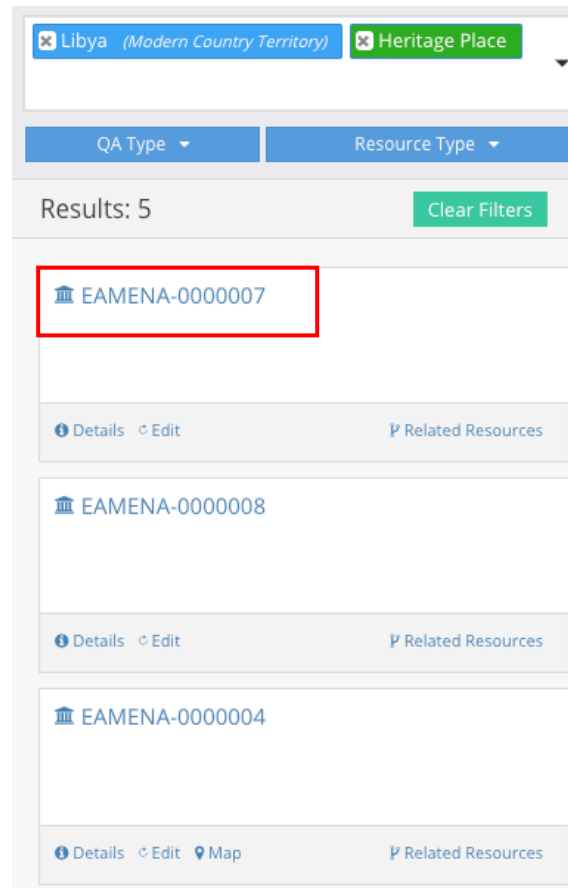 Libya (Modern Country Territory) Heritage Place
QA Type Resource Type
Results: 5 Clear Filters
EAMENA-0000007
Details Edit Related Resources
EAMENA-0000008
Details Edit Related Resources
EAMENA-0000004
Details Edit Map Related Resources